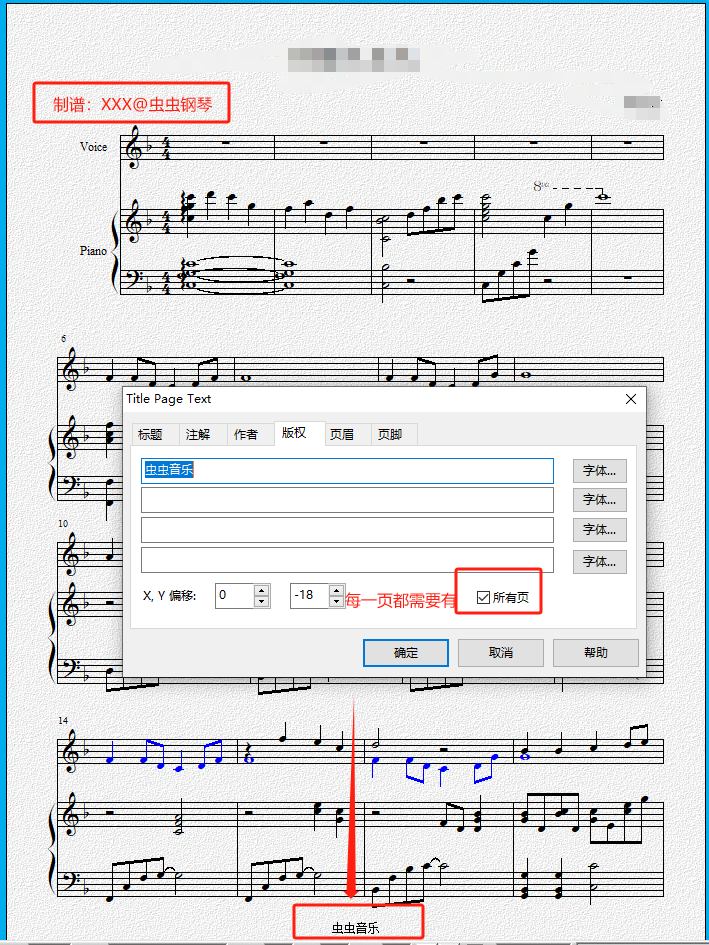 制谱：XXX@虫虫钢琴
Voice
8va
Piano
6
Title Page Text
标题 注解 作者 版权 页眉 页脚
虫虫音乐 字体...
字体...
字体...
字体...
X, Y 偏移: 0 -18 每一页都需要有 所有页
确定 取消 帮助
10
14
虫虫音乐